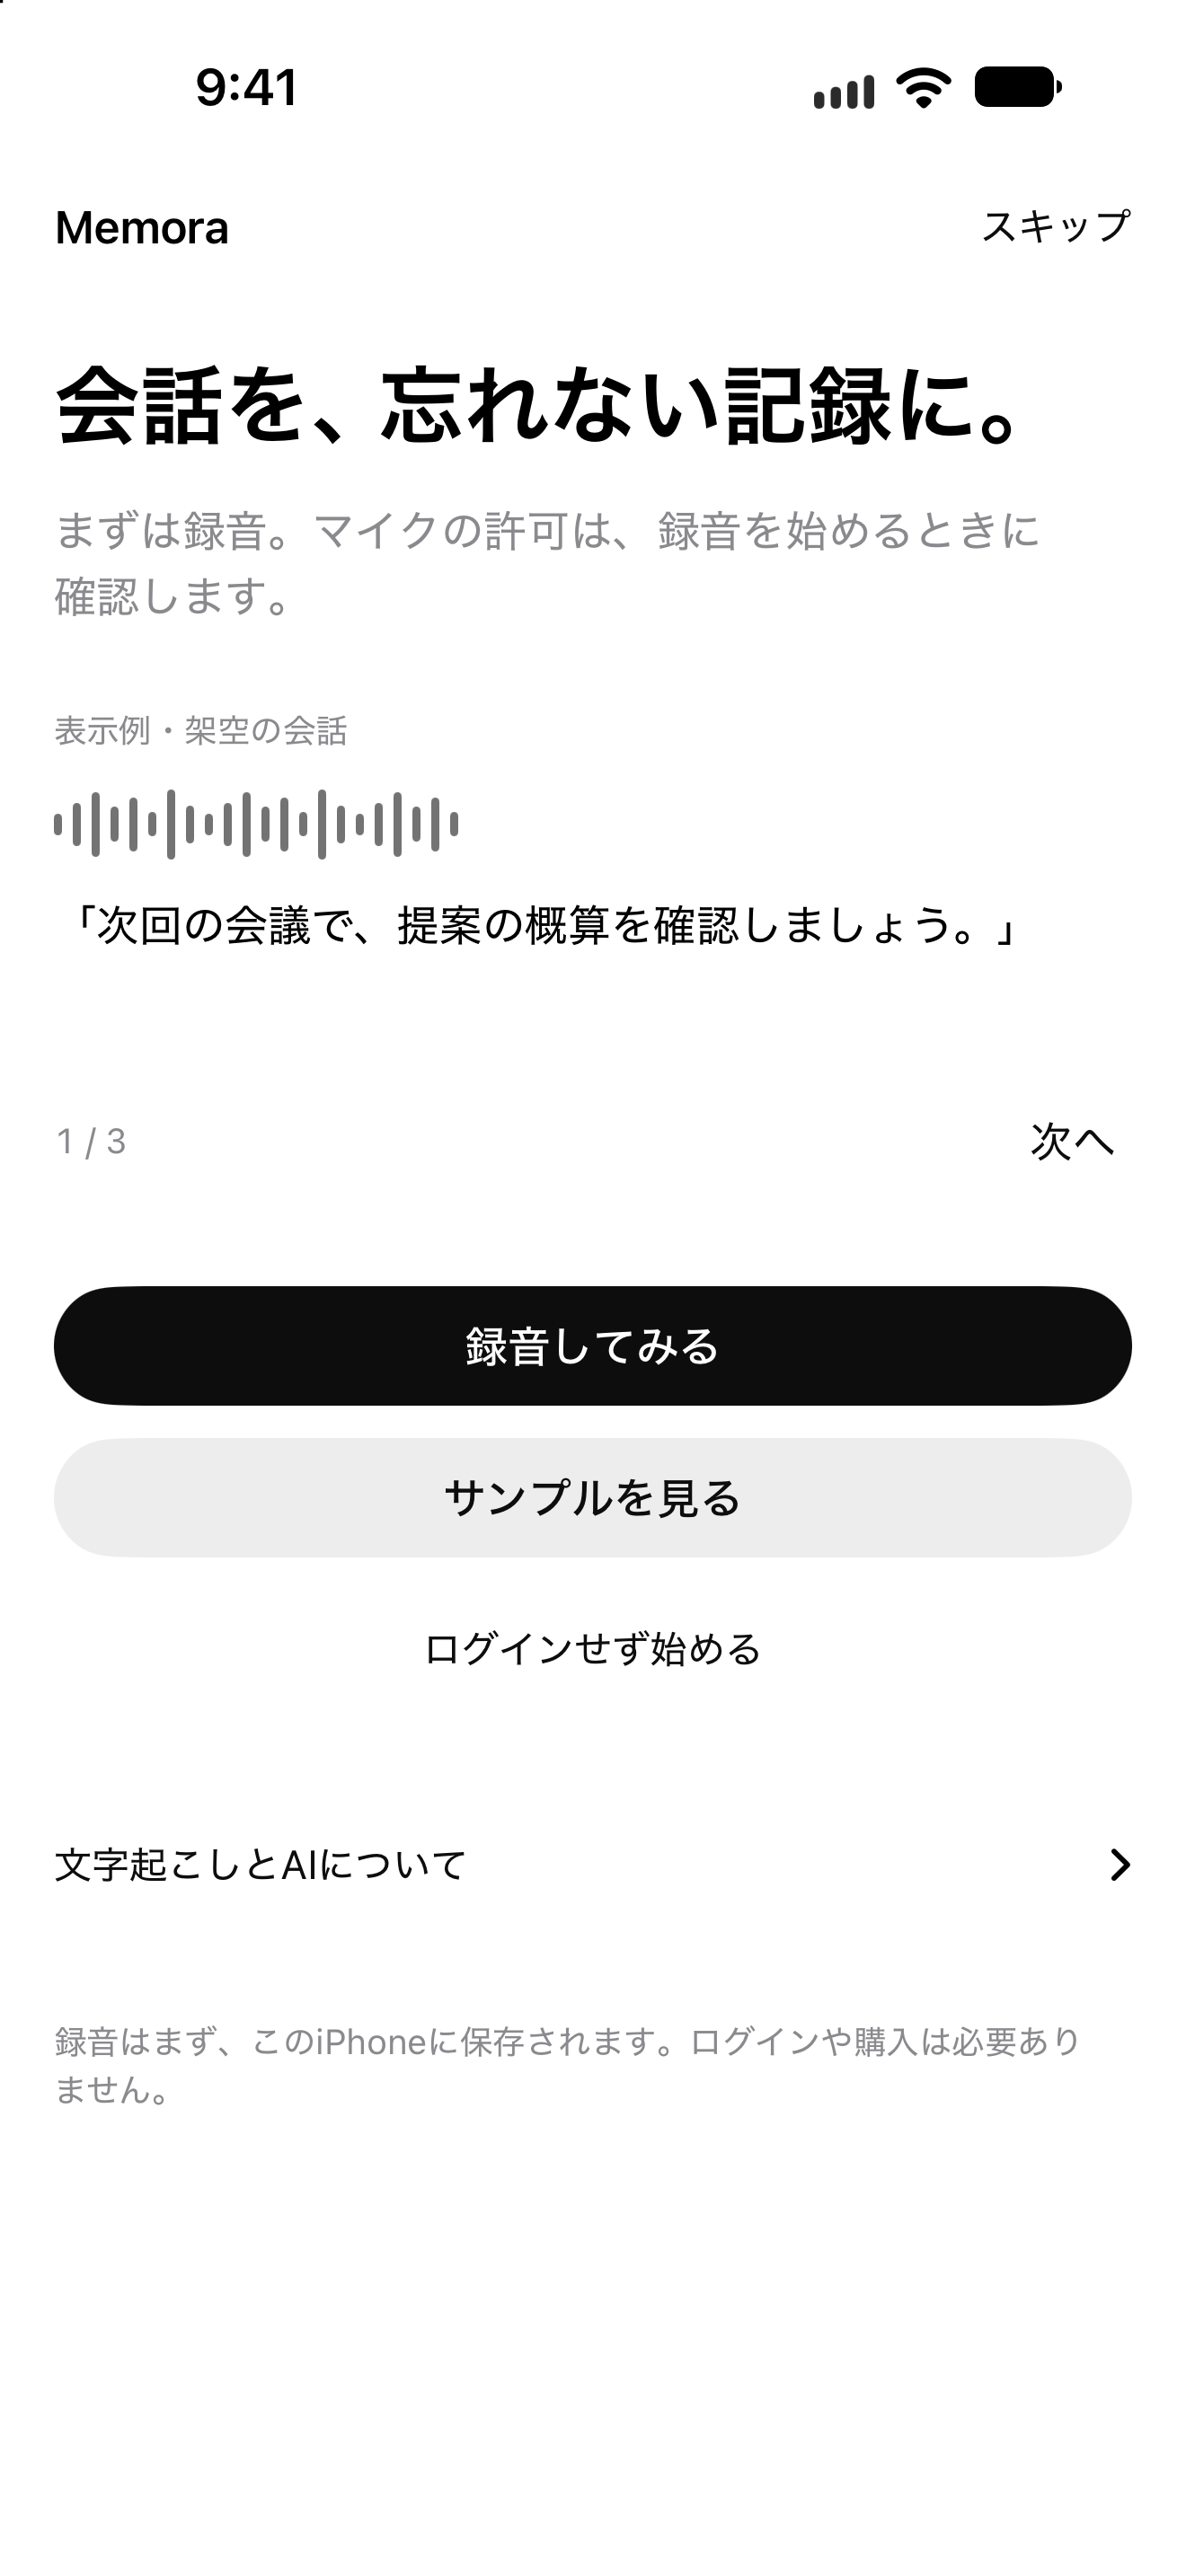 9:41
Memora
スキップ
会話を、忘れない記録に。
まずは録音。マイクの許可は、録音を始めるときに
確認します。
表示例・架空の会話
「次回の会議で、提案の概算を確認しましょう。」
1 / 3
次へ
録音してみる
サンプルを見る
ログインせず始める
文字起こしとAIについて
録音はまず、このiPhoneに保存されます。ログインや購入は必要あり
ません。